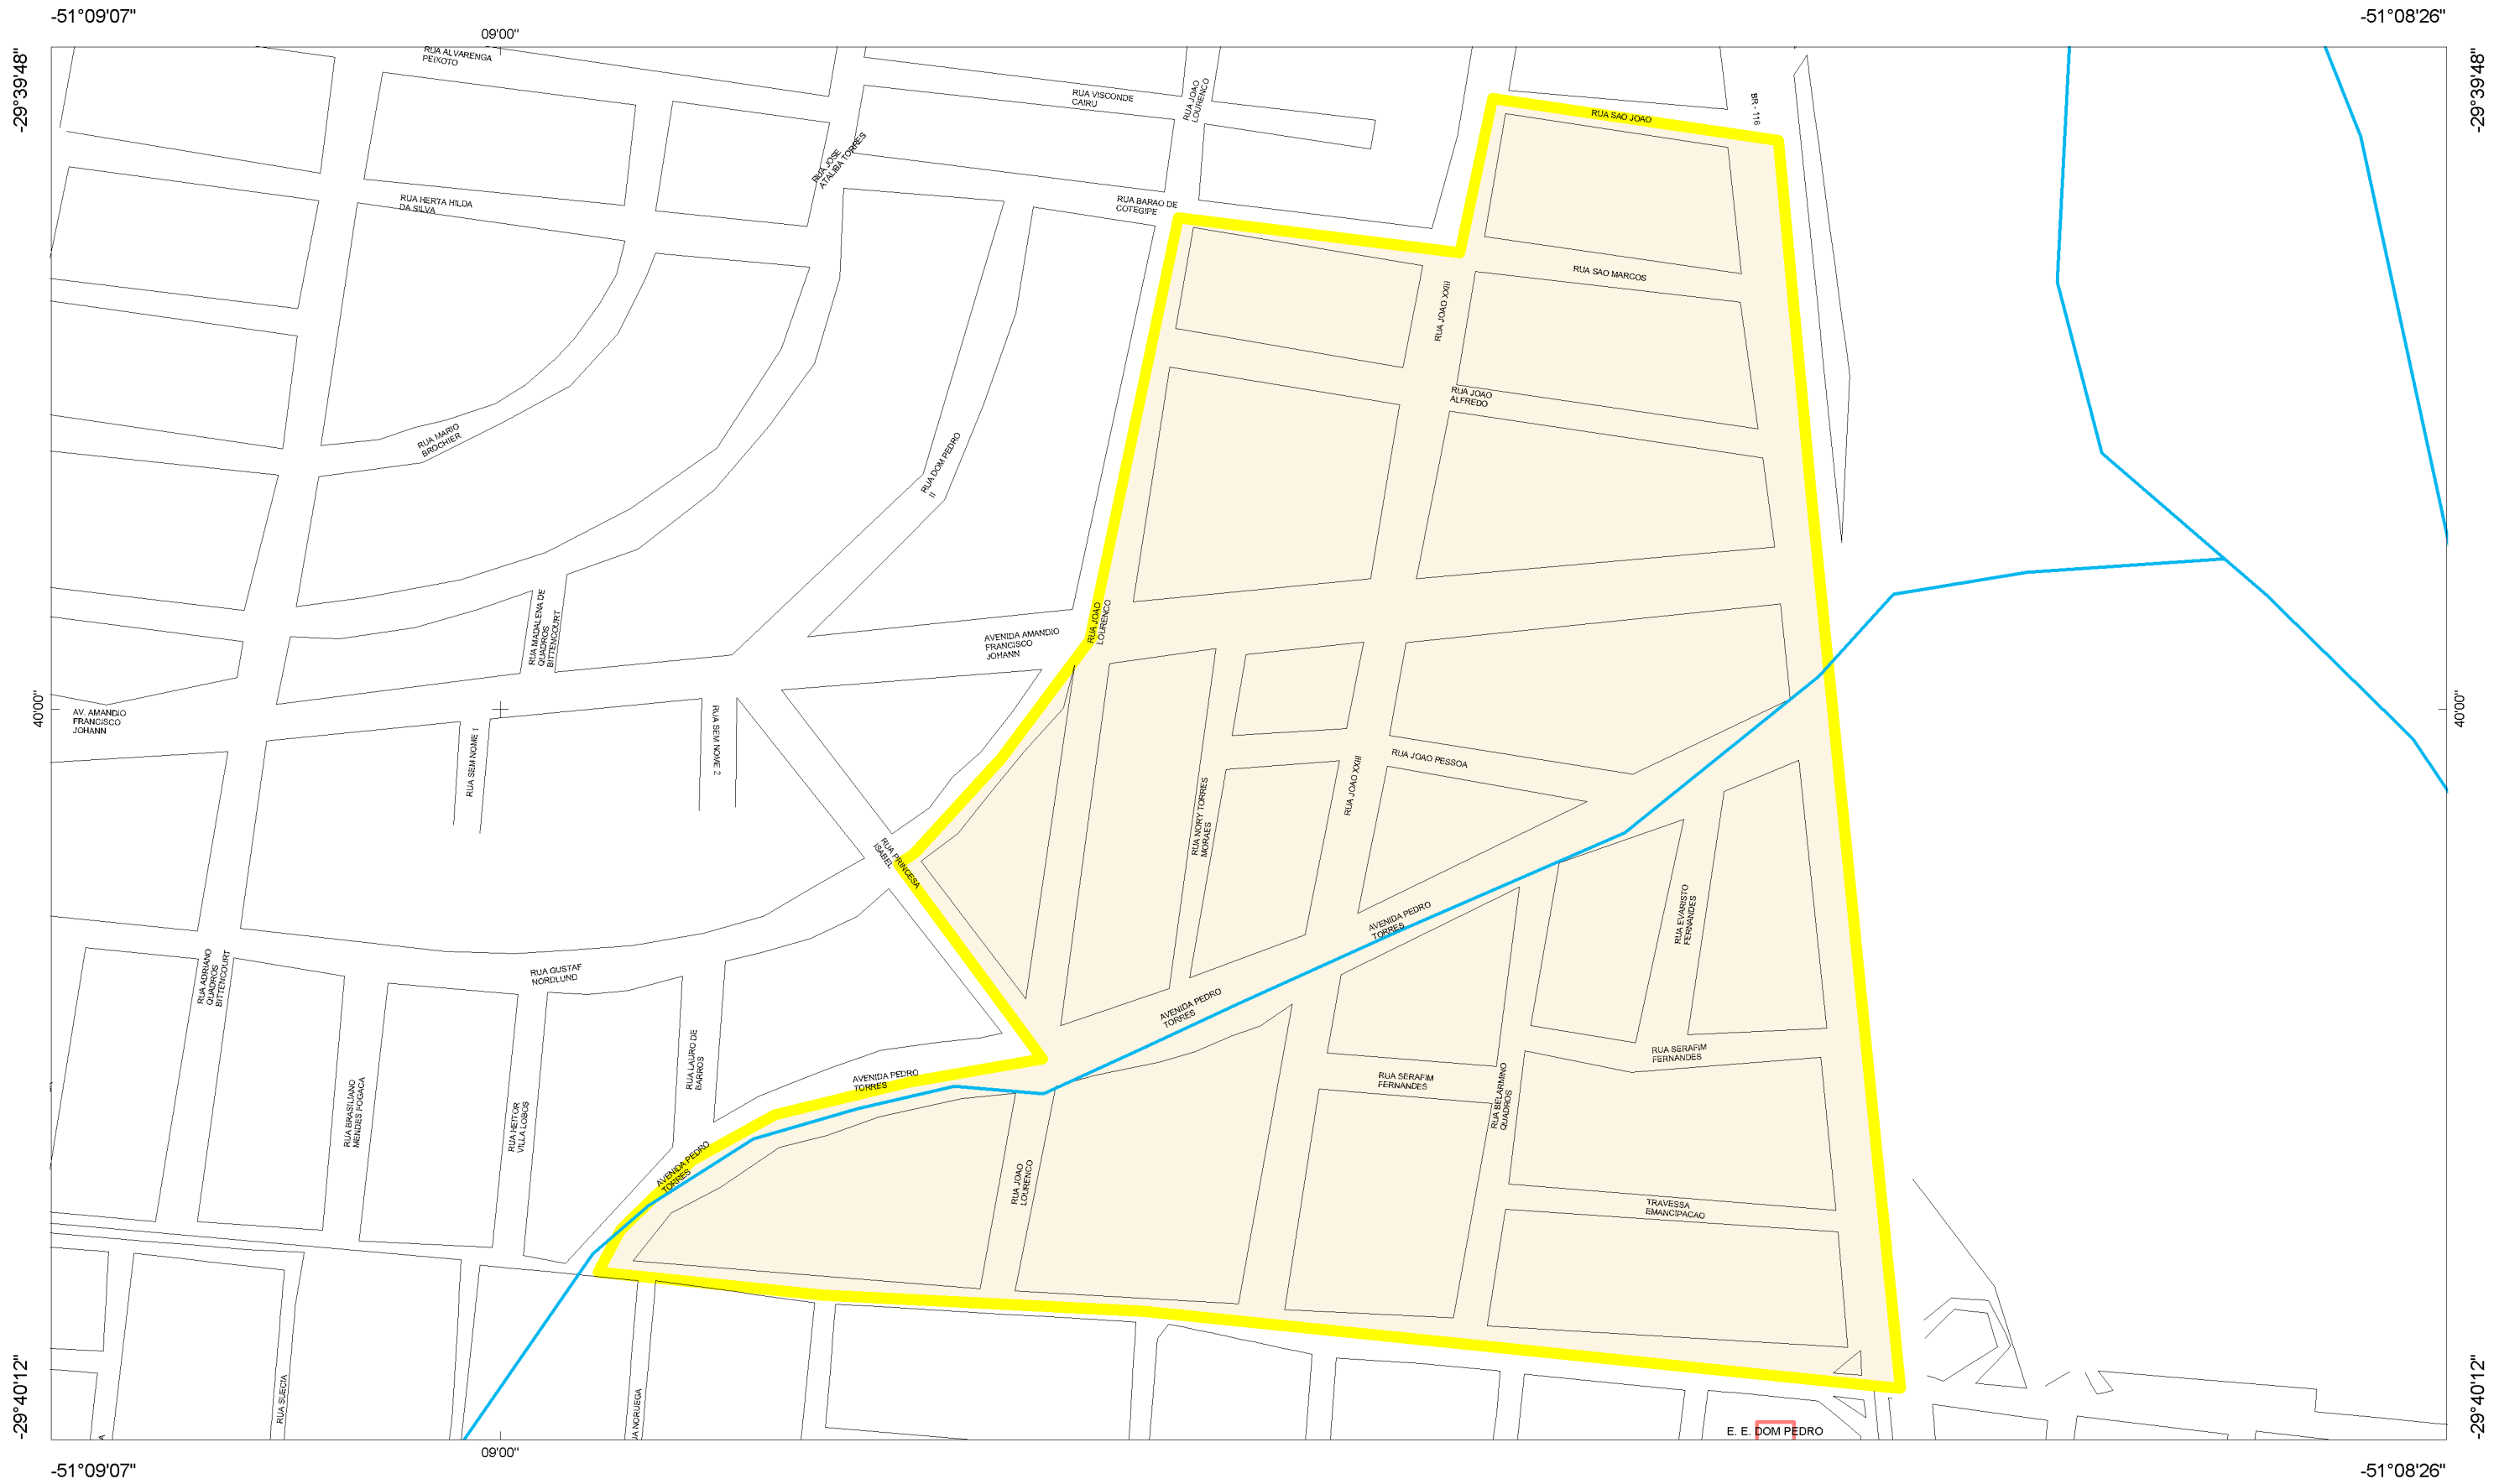 -51°09'07"
-51°08'26"
09'00"
-29°39'48"
-29°39'48"
RUA ALVARENGA
PEIXOTO
RUA VISCONDE
CAIRU
RUA JOAO
LOURENCO
BR - 116
RUA SAO JOAO
RUA JOSE
ATALIBA TORRES
RUA HERTA HILDA
DA SILVA
RUA BARAO DE
COTEGIPE
RUA SAO MARCOS
RUA JOAO XXIII
RUA JOAO
ALFREDO
RUA MARIO
BROCHIER
RUA DOM PEDRO
II
RUA MADALENA DE
QUADROS
BITTENCOURT
AVENIDA AMANDIO
FRANCISCO
JOHANN
RUA JOAO
LOURENCO
40'00"
40'00"
AV. AMANDIO
FRANCISCO
JOHANN
RUA SEM NOME 1
RUA SEM NOME 2
RUA JOAO PESSOA
RUA JOAO XXIII
RUA NORY TORRES
MORAES
RUA PRINCESA
ISABEL
AVENIDA PEDRO
TORRES
RUA EVARISTO
FERNANDES
RUA ADRIANO
QUADROS
BITTENCOURT
RUA GUSTAF
NORDLUND
AVENIDA PEDRO
TORRES
RUA LAURO DE
BARROS
AVENIDA PEDRO
TORRES
RUA SERAFIM
FERNANDES
RUA SERAFIM
FERNANDES
RUA BELARMINO
QUADROS
RUA BRASILIANO
MENDES FOGACA
RUA HEITOR
VILLA LOBOS
AVENIDA PEDRO
TORRES
RUA JOAO
LOURENCO
TRAVESSA
EMANCIPACAO
RUA SUECIA
UA NORUEGA
A
E. E. DOM PEDRO
-29°40'12"
-29°40'12"
09'00"
-51°09'07"
-51°08'26"